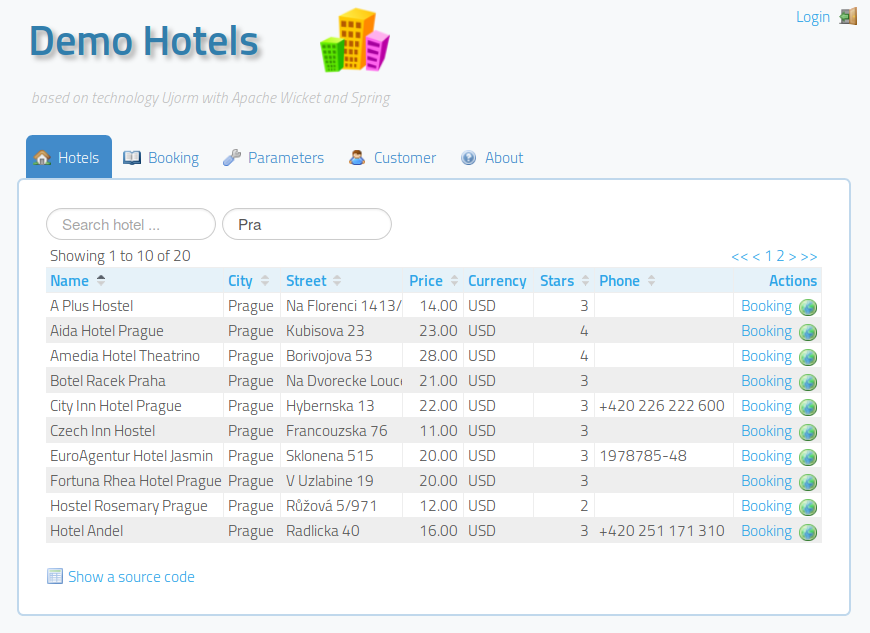 Login
Demo Hotels
based on technology Ujorm with Apache Wicket and Spring
Hotels Booking Parameters Customer About
Search hotel ... Pra
Showing 1 to 10 of 20 << < 1 2 > >>
Name City Street Price Currency Stars Phone Actions
A Plus Hostel Prague Na Florenci 1413/ 14.00 USD 3 Booking
Aida Hotel Prague Prague Kubisova 23 23.00 USD 4 Booking
Amedia Hotel Theatrino Prague Borivojova 53 28.00 USD 4 Booking
Botel Racek Praha Prague Na Dvorecke Louc 21.00 USD 3 Booking
City Inn Hotel Prague Prague Hybernska 13 22.00 USD 3 +420 226 222 600 Booking
Czech Inn Hostel Prague Francouzska 76 11.00 USD 3 Booking
EuroAgentur Hotel Jasmin Prague Sklonena 515 20.00 USD 3 1978785-48 Booking
Fortuna Rhea Hotel Prague Prague V Uzlabine 19 20.00 USD 3 Booking
Hostel Rosemary Prague Prague Růžová 5/971 12.00 USD 2 Booking
Hotel Andel Prague Radlicka 40 16.00 USD 3 +420 251 171 310 Booking
Show a source code